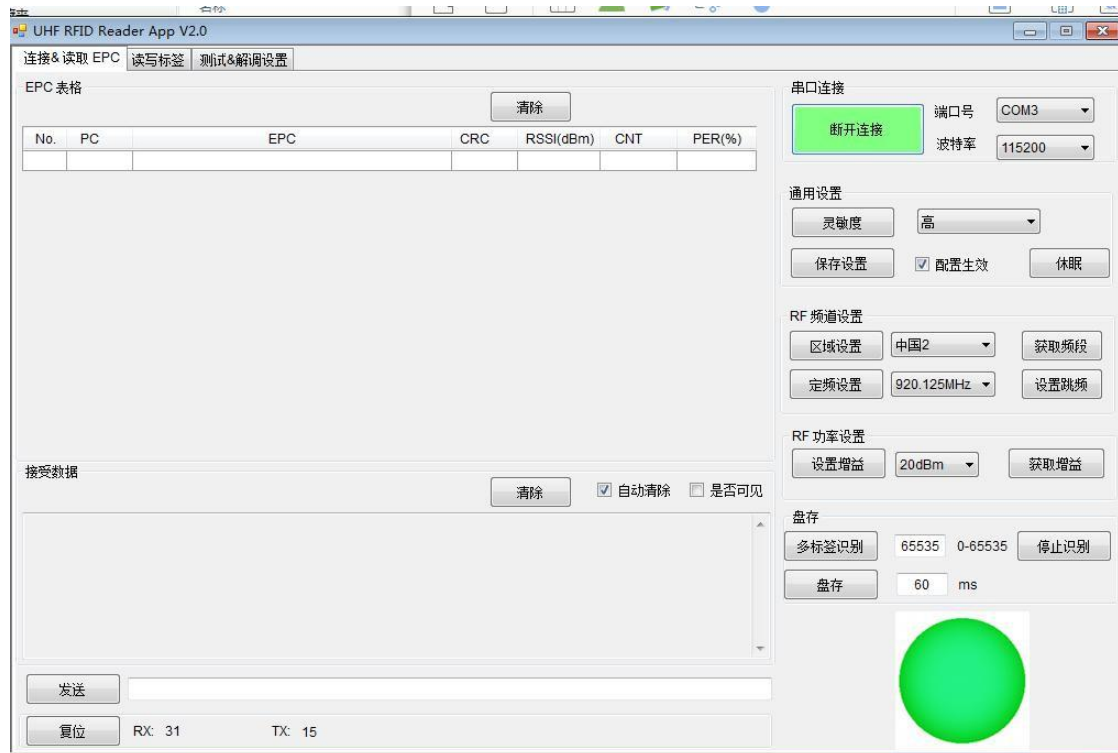 名称
UHF RFID Reader App V2.0
连接&读取 EPC 读写标签 测试&解调设置
EPC 表格
清除
No. PC EPC CRC RSSI(dBm) CNT PER(%)
接受数据
清除 自动清除 是否可见
发送
复位 RX: 31 TX: 15
串口连接
断开连接 端口号 COM3
波特率 115200
通用设置
灵敏度 高
保存设置 配置生效 休眠
RF 频道设置
区域设置 中国2 获取频段
定频设置 920.125MHz 设置跳频
RF 功率设置
设置增益 20dBm 获取增益
盘存
多标签识别 65535 0-65535 停止识别
盘存 60 ms